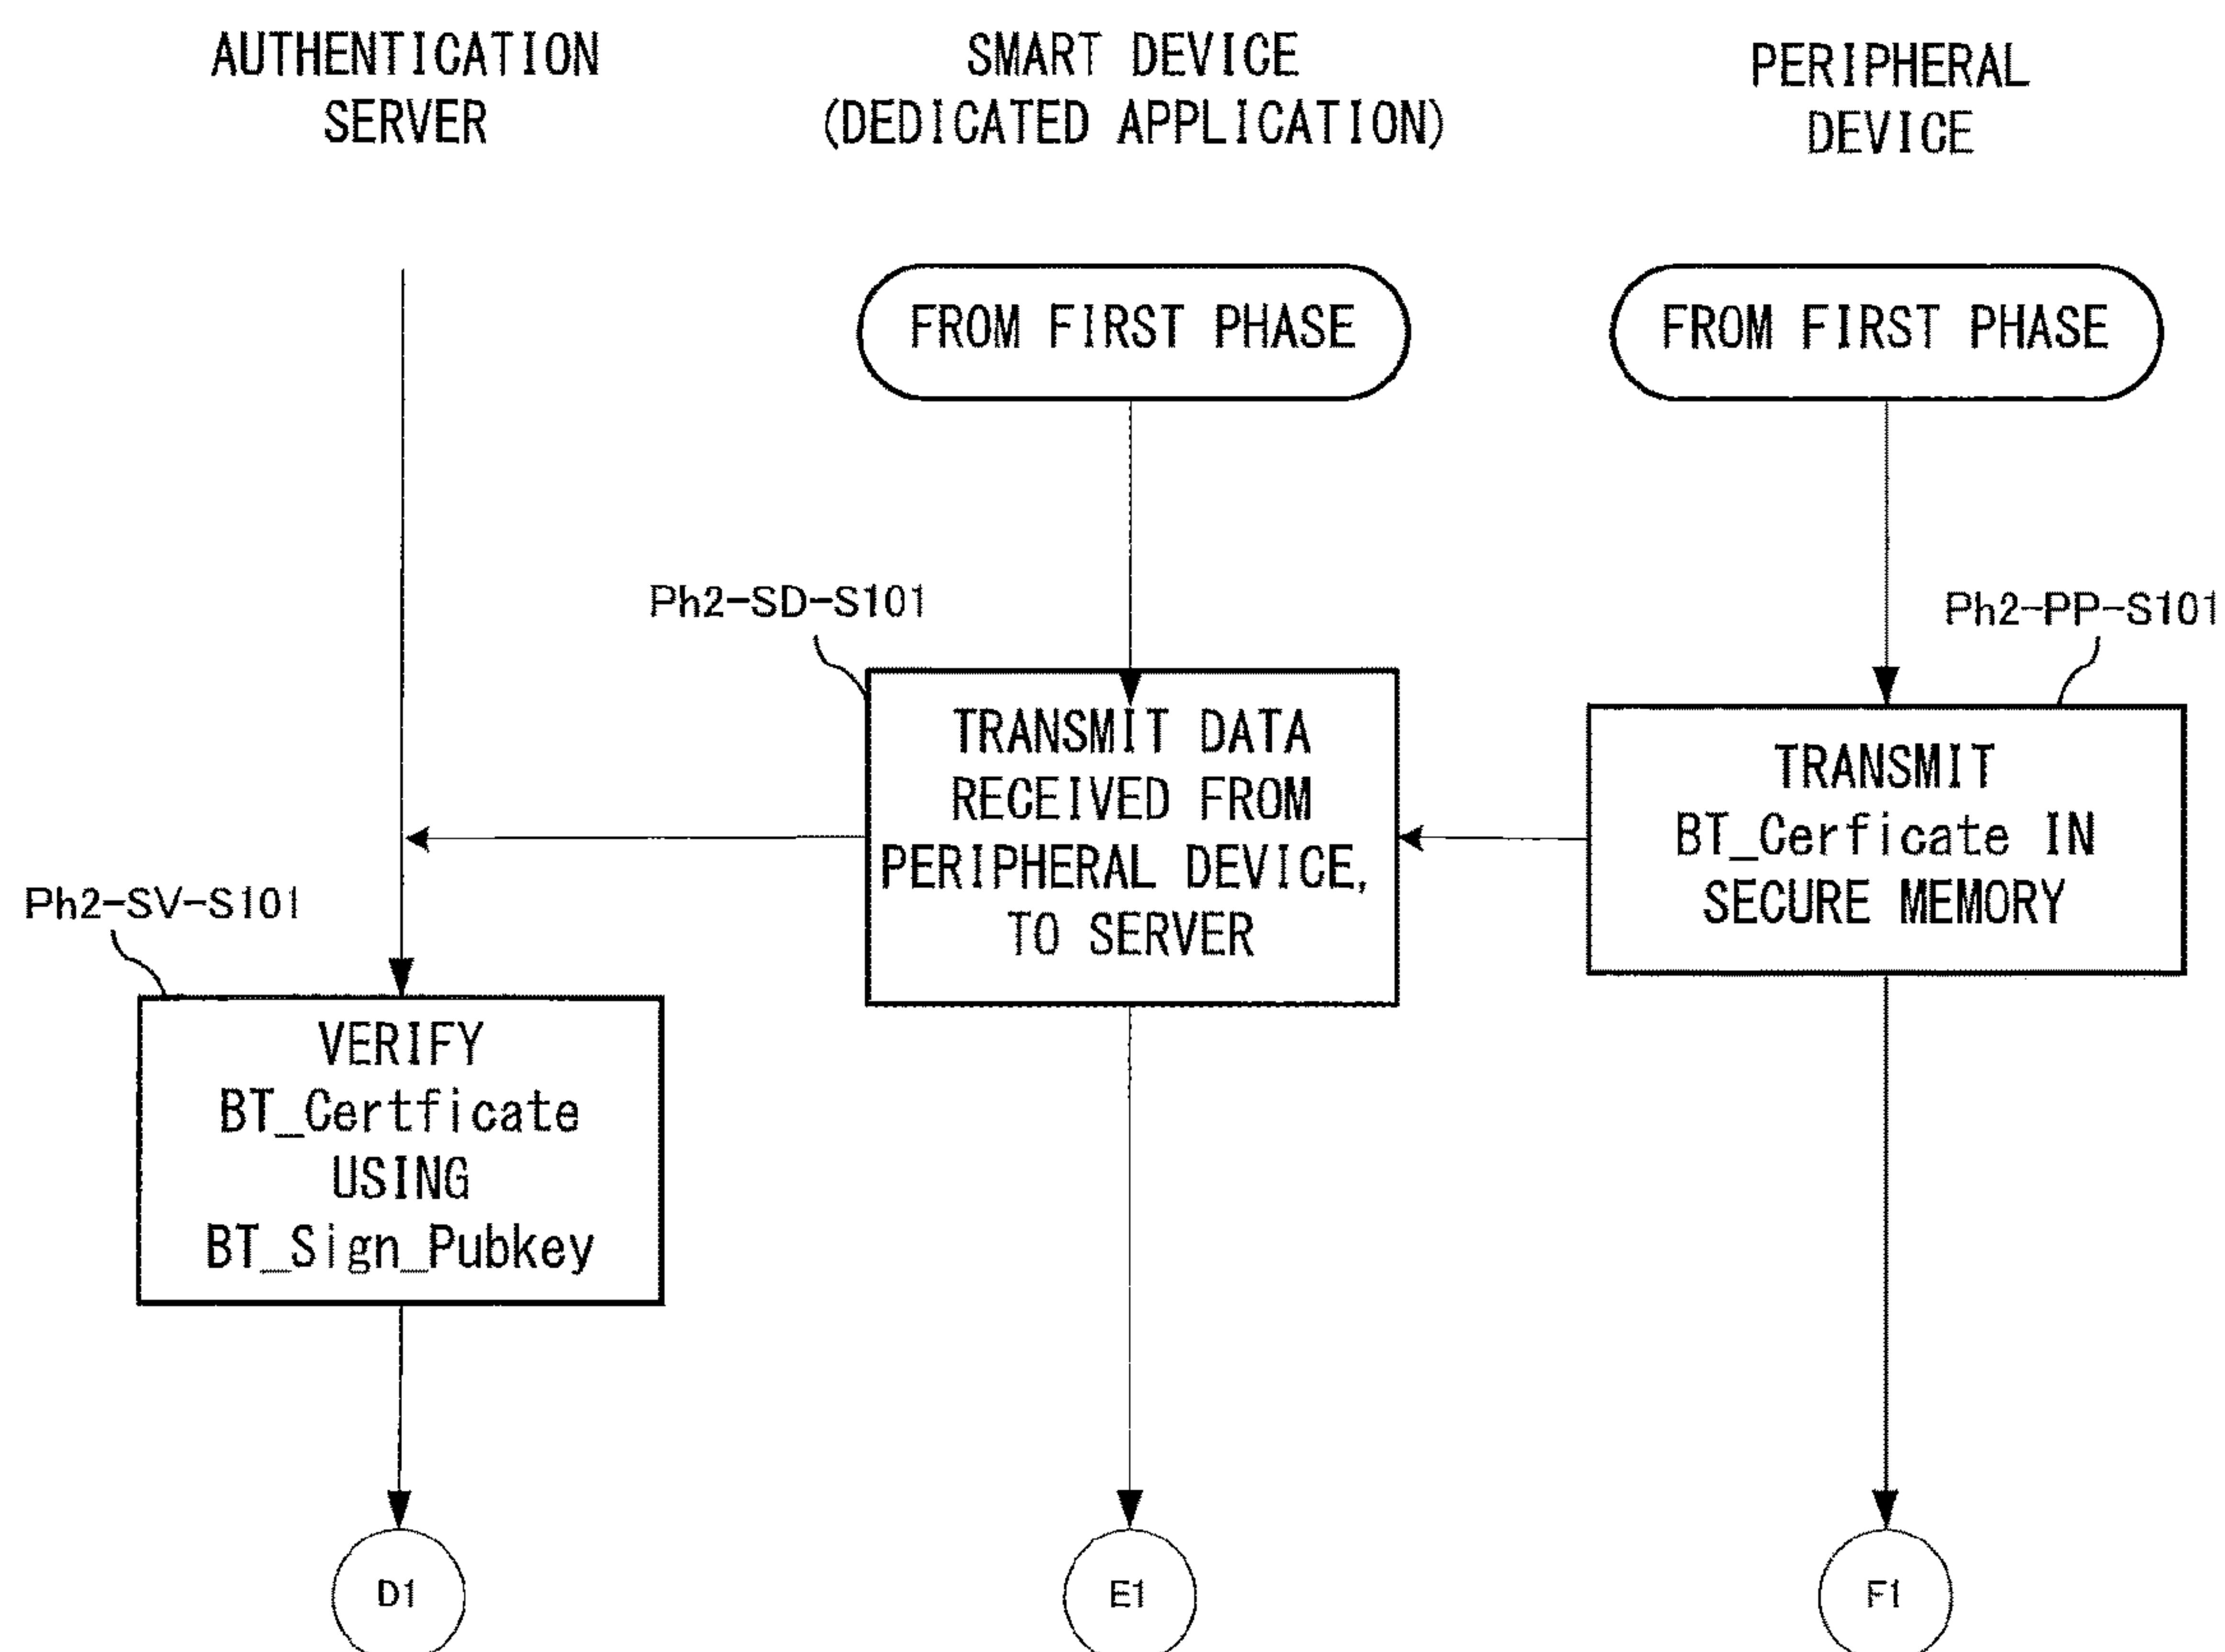 AUTHENTICATION
SERVER
SMART DEVICE
(DEDICATED APPLICATION)
PERIPHERAL
DEVICE
FROM FIRST PHASE
FROM FIRST PHASE
Ph2-SD-S101
Ph2-PP-S101
TRANSMIT DATA
RECEIVED FROM
PERIPHERAL DEVICE,
TO SERVER
TRANSMIT
BT_Cerficate IN
SECURE MEMORY
Ph2-SV-S101
VERIFY
BT_Certficate
USING
BT_Sign_Pubkey
D1
E1
F1